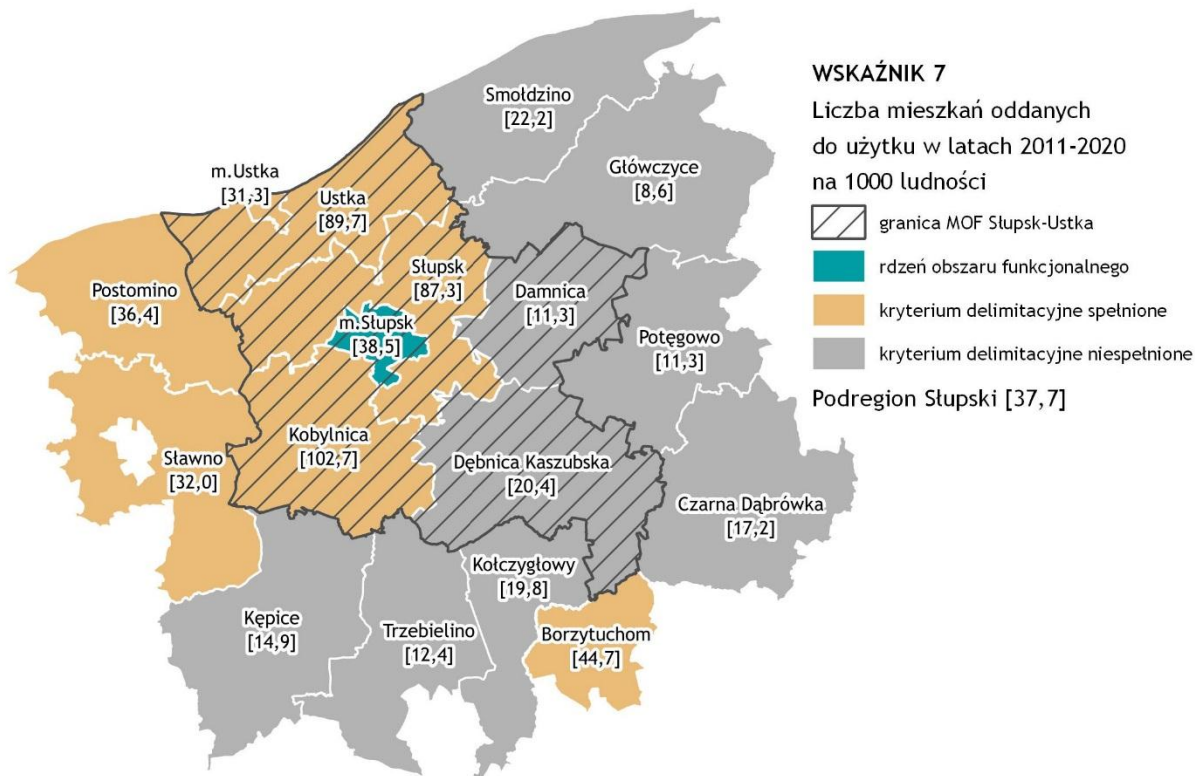 Smołdzino
[22,2]
Główczyce
[8,6]
m.Ustka
[31,3]
Ustka
[89,7]
Postomino
[36,4]
Słupsk
[87,3]
Damnica
[11,3]
m.Słupsk
[38,5]
Potęgowo
[11,3]
Kobylnica
[102,7]
Sławno
[32,0]
Dębnica Kaszubska
[20,4]
Czarna Dąbrówka
[17,2]
Kołczygłowy
[19,8]
Kępice
[14,9]
Trzebielino
[12,4]
Borzytuchom
[44,7]
WSKAŹNIK 7
Liczba mieszkań oddanych
do użytku w latach 2011-2020
na 1000 ludności
granica MOF Słupsk-Ustka
rdzeń obszaru funkcjonalnego
kryterium delimitacyjne spełnione
kryterium delimitacyjne niespełnione
Podregion Słupski [37,7]